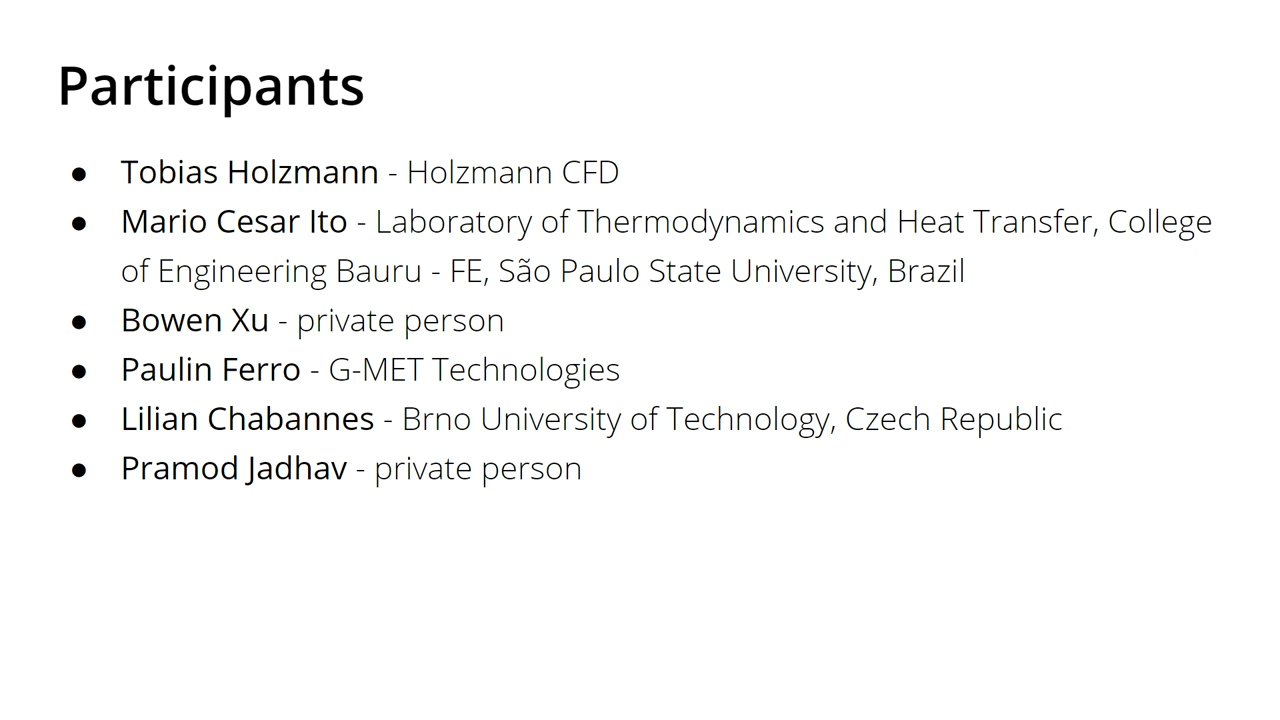 Participants
● Tobias Holzmann - Holzmann CFD
● Mario Cesar Ito - Laboratory of Thermodynamics and Heat Transfer, College
of Engineering Bauru - FE, São Paulo State University, Brazil
● Bowen Xu - private person
● Paulin Ferro - G-MET Technologies
● Lilian Chabannes - Brno University of Technology, Czech Republic
● Pramod Jadhav - private person